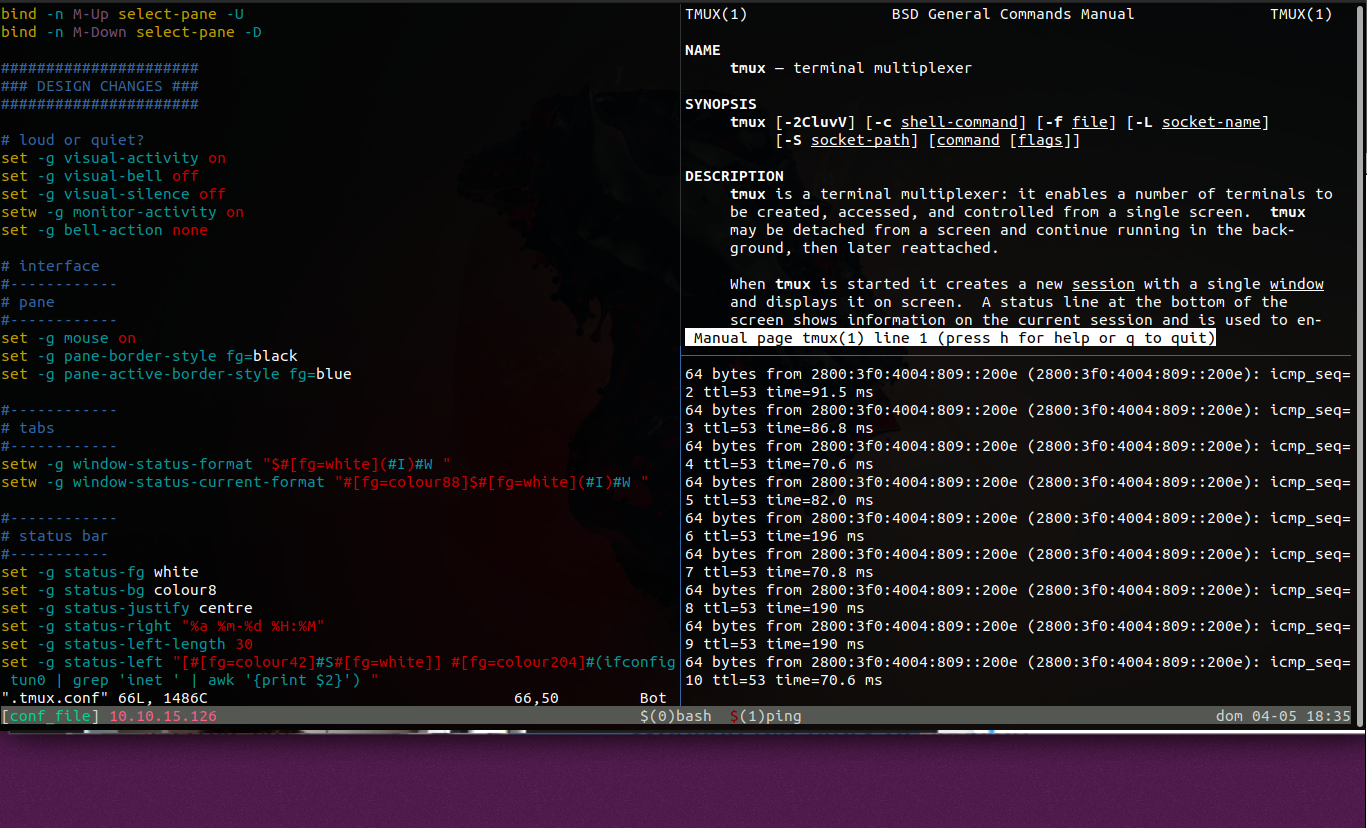 bind -n M-Up select-pane -U
bind -n M-Down select-pane -D
######################
### DESIGN CHANGES ###
######################
# loud or quiet?
set -g visual-activity on
set -g visual-bell off
set -g visual-silence off
setw -g monitor-activity on
set -g bell-action none
# interface
#------------
# pane
#------------
set -g mouse on
set -g pane-border-style fg=black
set -g pane-active-border-style fg=blue
#------------
# tabs
#------------
setw -g window-status-format "$#[fg=white](#I)#W "
setw -g window-status-current-format "#[fg=colour88]$#[fg=white](#I)#W "
#------------
# status bar
#-----------
set -g status-fg white
set -g status-bg colour8
set -g status-justify centre
set -g status-right "%a %m-%d %H:%M"
set -g status-left-length 30
set -g status-left "[#[fg=colour42]#S#[fg=white]] #[fg=colour204]#(ifconfig
 tun0 | grep 'inet ' | awk '{print $2}') "
".tmux.conf" 66L, 1486C 66,50 Bot
TMUX(1) BSD General Commands Manual TMUX(1)
NAME
tmux — terminal multiplexer
SYNOPSIS
tmux [-2CluvV] [-c shell-command] [-f file] [-L socket-name]
[-S socket-path] [command [flags]]
DESCRIPTION
tmux is a terminal multiplexer: it enables a number of terminals to
be created, accessed, and controlled from a single screen.  tmux
may be detached from a screen and continue running in the back-
ground, then later reattached.
When tmux is started it creates a new session with a single window
and displays it on screen.  A status line at the bottom of the
screen shows information on the current session and is used to en-
Manual page tmux(1) line 1 (press h for help or q to quit)
64 bytes from 2800:3f0:4004:809::200e (2800:3f0:4004:809::200e): icmp_seq=
2 ttl=53 time=91.5 ms
64 bytes from 2800:3f0:4004:809::200e (2800:3f0:4004:809::200e): icmp_seq=
3 ttl=53 time=86.8 ms
64 bytes from 2800:3f0:4004:809::200e (2800:3f0:4004:809::200e): icmp_seq=
4 ttl=53 time=70.6 ms
64 bytes from 2800:3f0:4004:809::200e (2800:3f0:4004:809::200e): icmp_seq=
5 ttl=53 time=82.0 ms
64 bytes from 2800:3f0:4004:809::200e (2800:3f0:4004:809::200e): icmp_seq=
6 ttl=53 time=196 ms
64 bytes from 2800:3f0:4004:809::200e (2800:3f0:4004:809::200e): icmp_seq=
7 ttl=53 time=70.8 ms
64 bytes from 2800:3f0:4004:809::200e (2800:3f0:4004:809::200e): icmp_seq=
8 ttl=53 time=190 ms
64 bytes from 2800:3f0:4004:809::200e (2800:3f0:4004:809::200e): icmp_seq=
9 ttl=53 time=190 ms
64 bytes from 2800:3f0:4004:809::200e (2800:3f0:4004:809::200e): icmp_seq=
10 ttl=53 time=70.6 ms
[conf_file] 10.10.15.126 $(0)bash $(1)ping dom 04-05 18:35